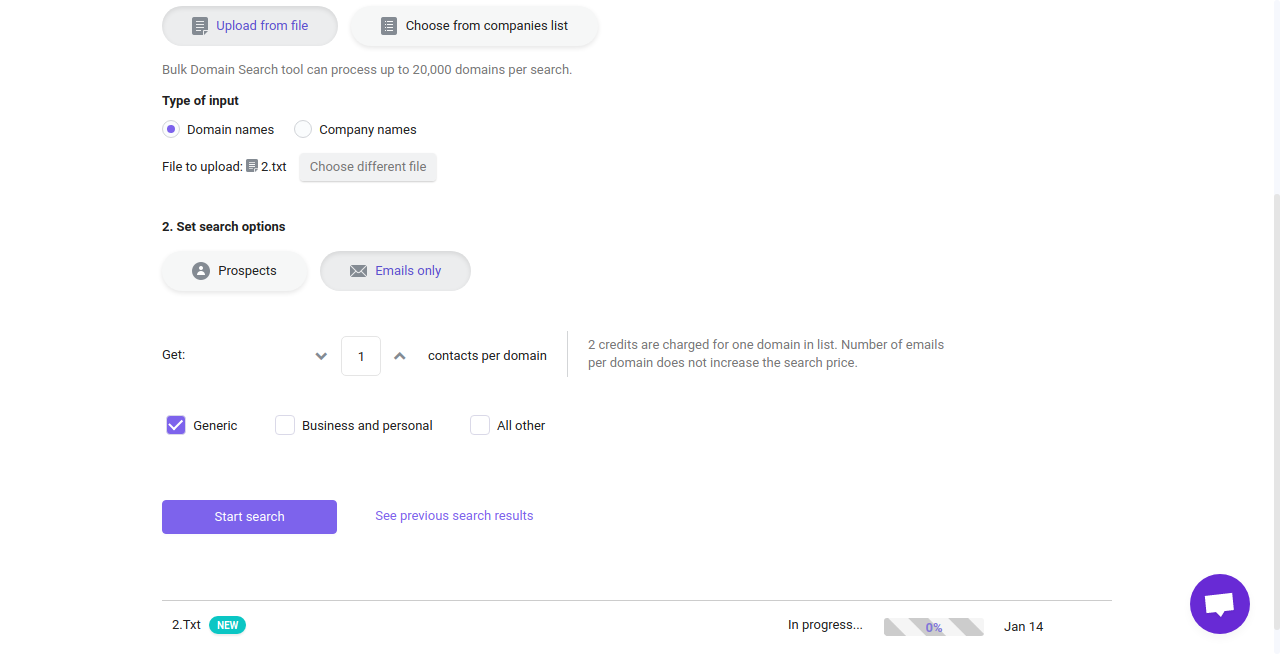 Upload from file Choose from companies list
Bulk Domain Search tool can process up to 20,000 domains per search.
Type of input
Domain names Company names
File to upload: 2.txt Choose different file
2. Set search options
Prospects Emails only
Get: 1 contacts per domain
2 credits are charged for one domain in list. Number of emails
per domain does not increase the search price.
Generic Business and personal All other
Start search See previous search results
2.Txt NEW In progress... 0% Jan 14